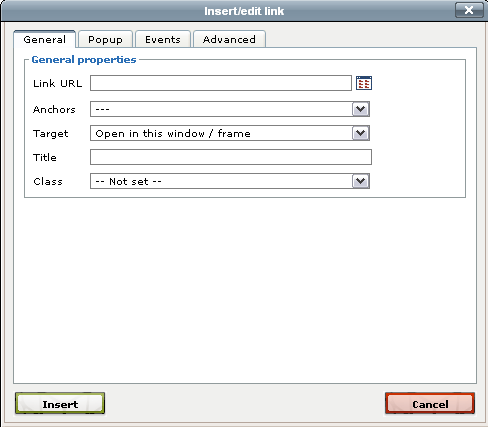 Insert/edit link
General Popup Events Advanced
General properties
Link URL
Anchors ---
Target Open in this window / frame
Title
Class -- Not set --
Insert Cancel